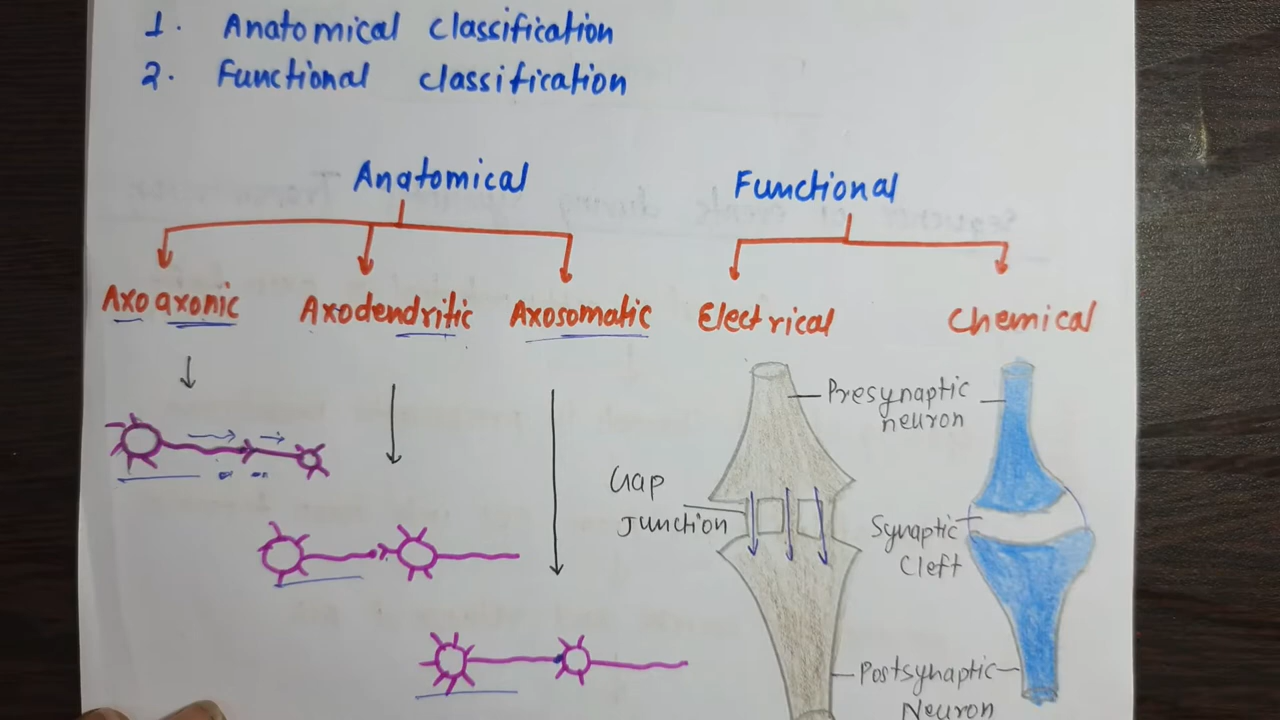 1. Anatomical classification
2. Functional classification
Anatomical
Functional
Axoaxonic
Axodendritic
Axosomatic
Electrical
Chemical
Presynaptic
neuron
Gap
Junction
Synaptic
Cleft
Postsynaptic
Neuron